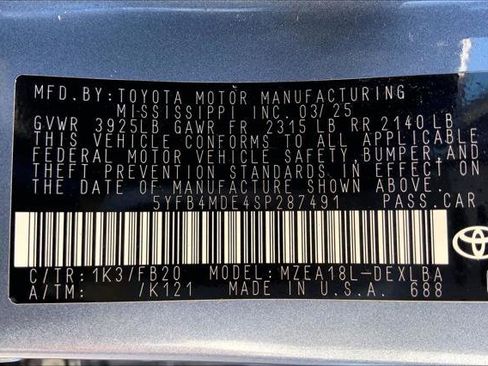 MFD.BY:TOYOTA MOTOR MANUFACTURING
MISSISSIPPI INC. 03/25
GVWR 3925LB GAWR FR 2315 LB RR 2140 LB
THIS VEHICLE CONFORMS TO ALL APPLICABLE
FEDERAL MOTOR VEHICLE SAFETY,BUMPER,AND
THEFT PREVENTION STANDARDS IN EFFECT
ON THE DATE OF MANUFACTURE SHOWN ABOVE.
5YFB4MDE4SP287491 PASS.CAR
C/TR:1K3/FB20 MODEL:MZEA18L-DEXLBA
A/TM: /K121 MADE IN U.S.A. 688